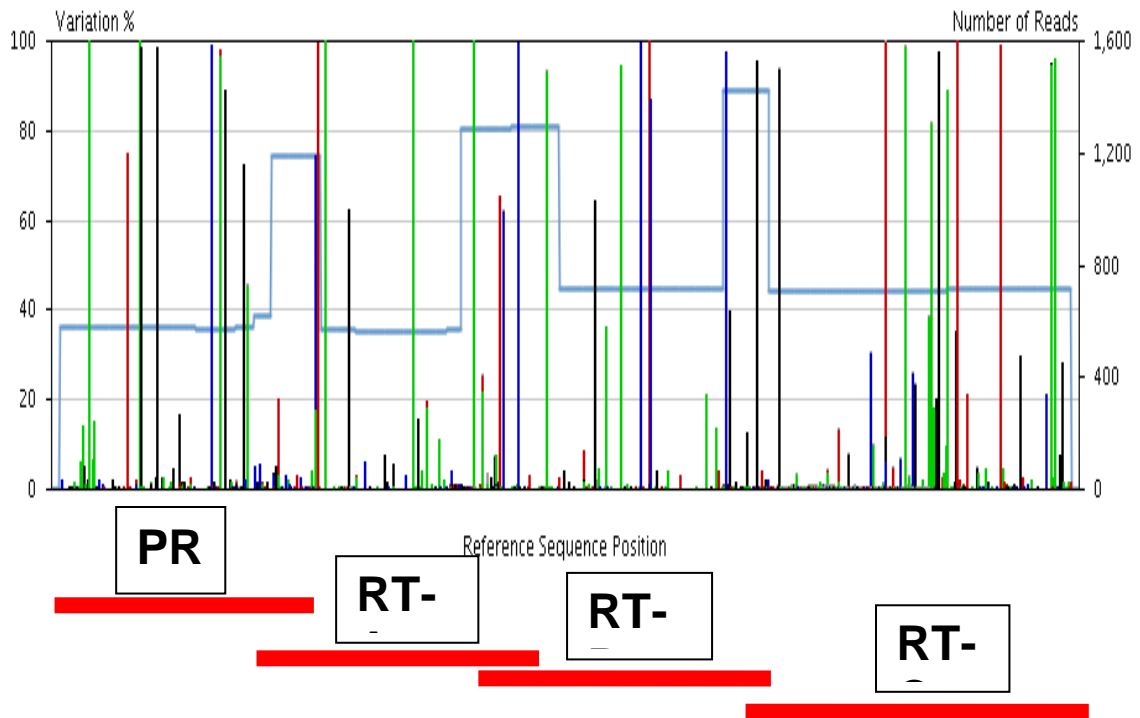 Variation %
Number of Reads
100
80
60
40
20
0
1,600
1,200
800
400
0
Reference Sequence Position
PR
RT-
RT-
RT-